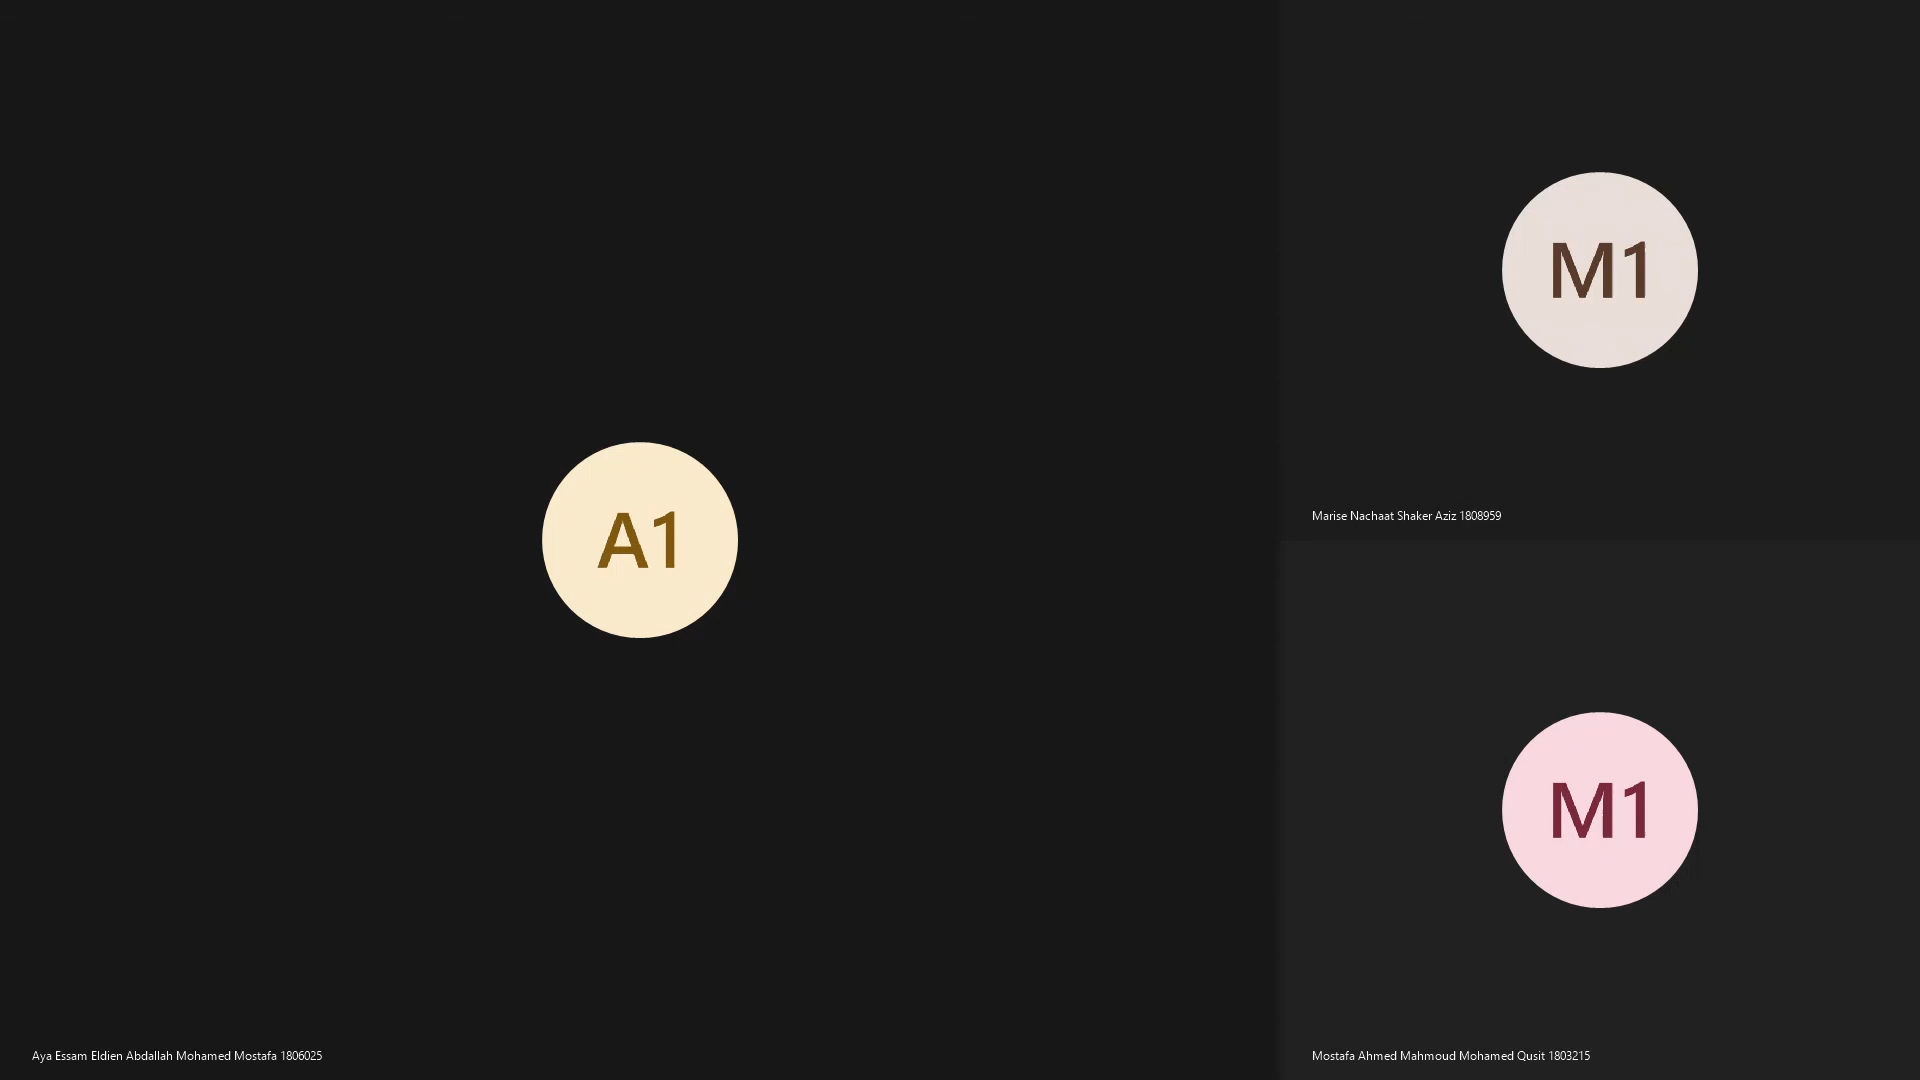 A1
Aya Essam Eldien Abdallah Mohamed Mostafa 1806025
M1
Marise Nachaat Shaker Aziz 1808959
M1
Mostafa Ahmed Mahmoud Mohamed Qusit 1803215